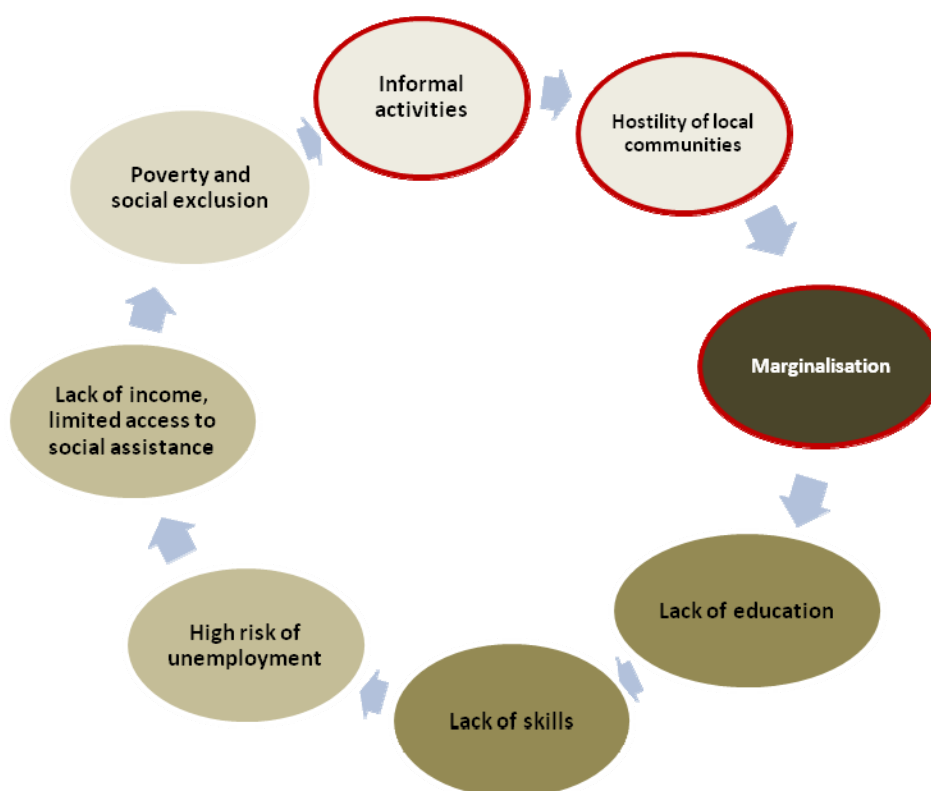 Informal
activities
Hostility of local
communities
Marginalisation
Lack of education
Lack of skills
High risk of
unemployment
Lack of income,
limited access to
social assistance
Poverty and
social exclusion